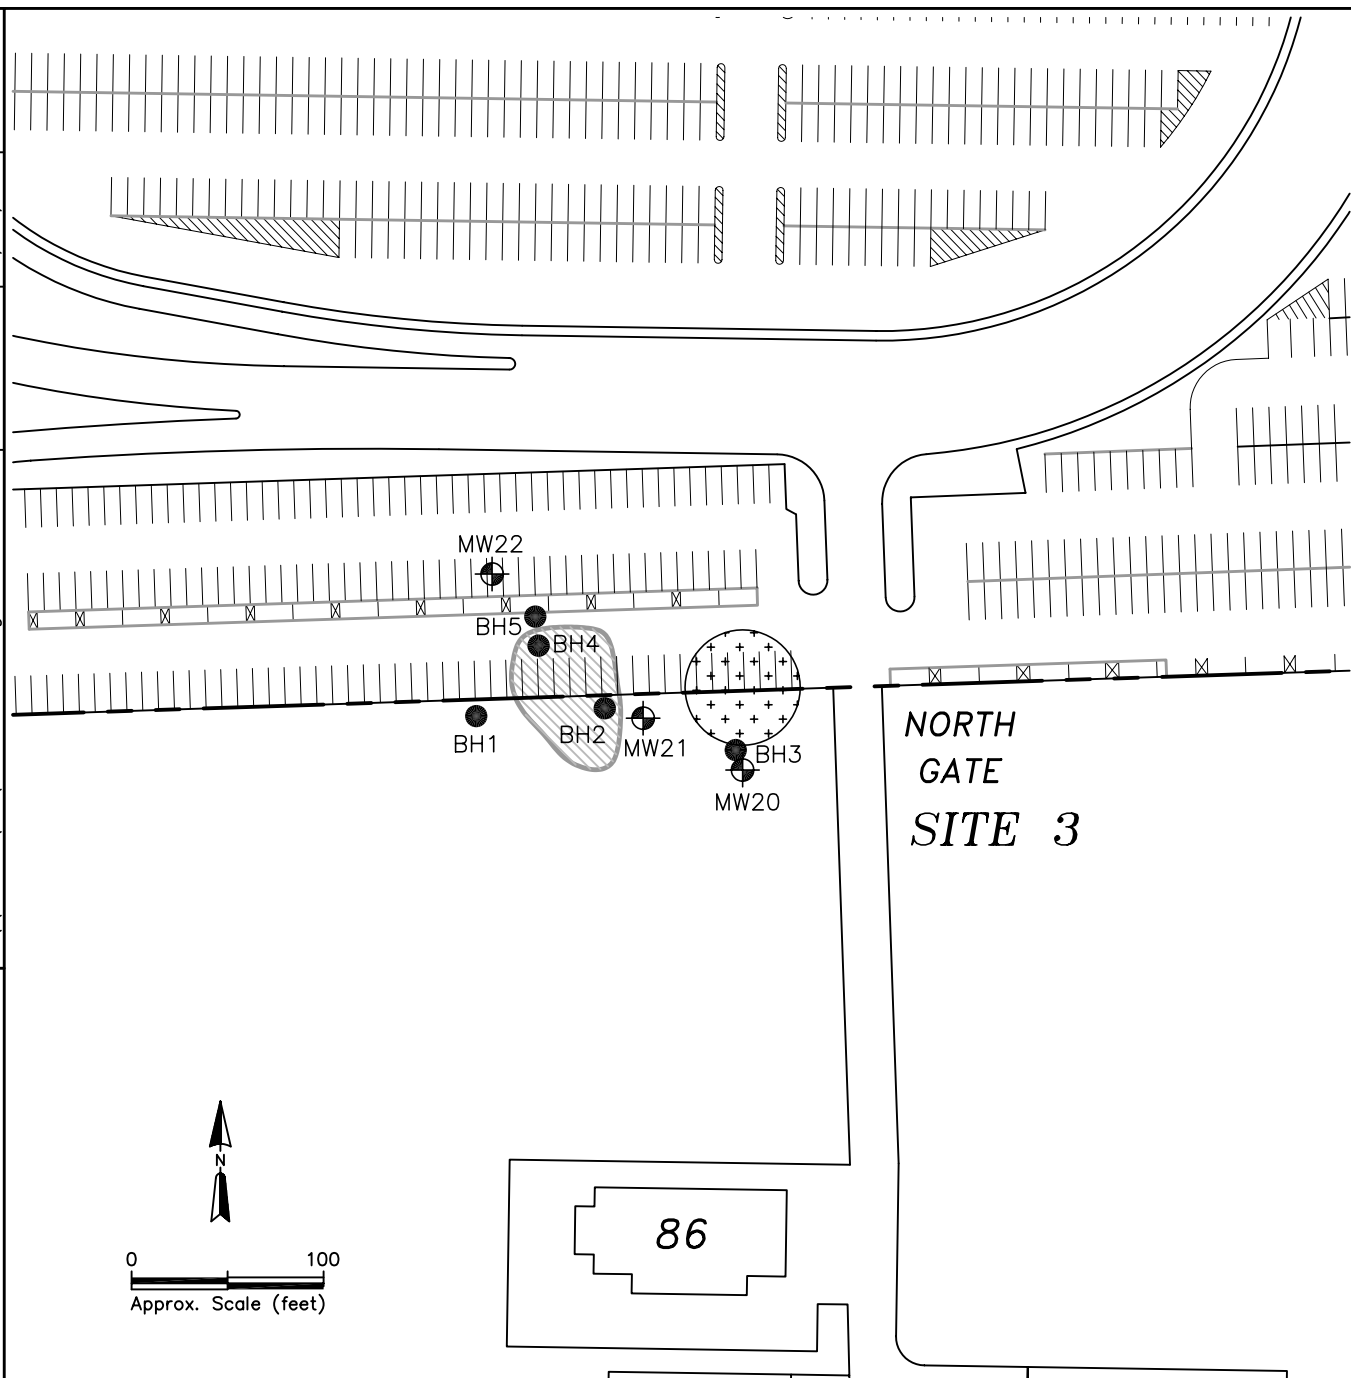 MW22
BH5
BH4
BH1
BH2
MW21
BH3
MW20
NORTH
GATE
SITE 3
N
86
0 100
Approx. Scale (feet)